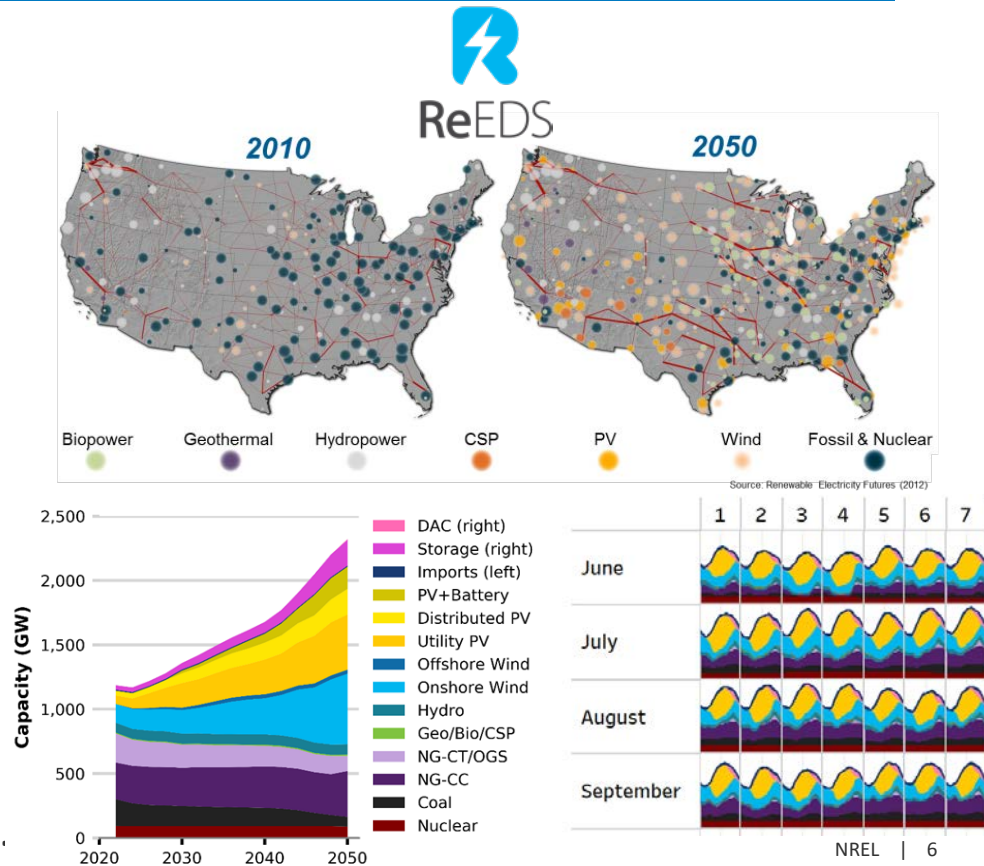 ReEDS
2010
2050
Biopower Geothermal Hydropower CSP PV Wind Fossil & Nuclear
Source: Renewable Electricity Futures (2012)
Capacity (GW)
2,500
2,000
1,500
1,000
500
0
2020 2030 2040 2050
DAC (right)
Storage (right)
Imports (left)
PV+Battery
Distributed PV
Utility PV
Offshore Wind
Onshore Wind
Hydro
Geo/Bio/CSP
NG-CT/OGS
NG-CC
Coal
Nuclear
1 2 3 4 5 6 7
June
July
August
September
NREL | 6